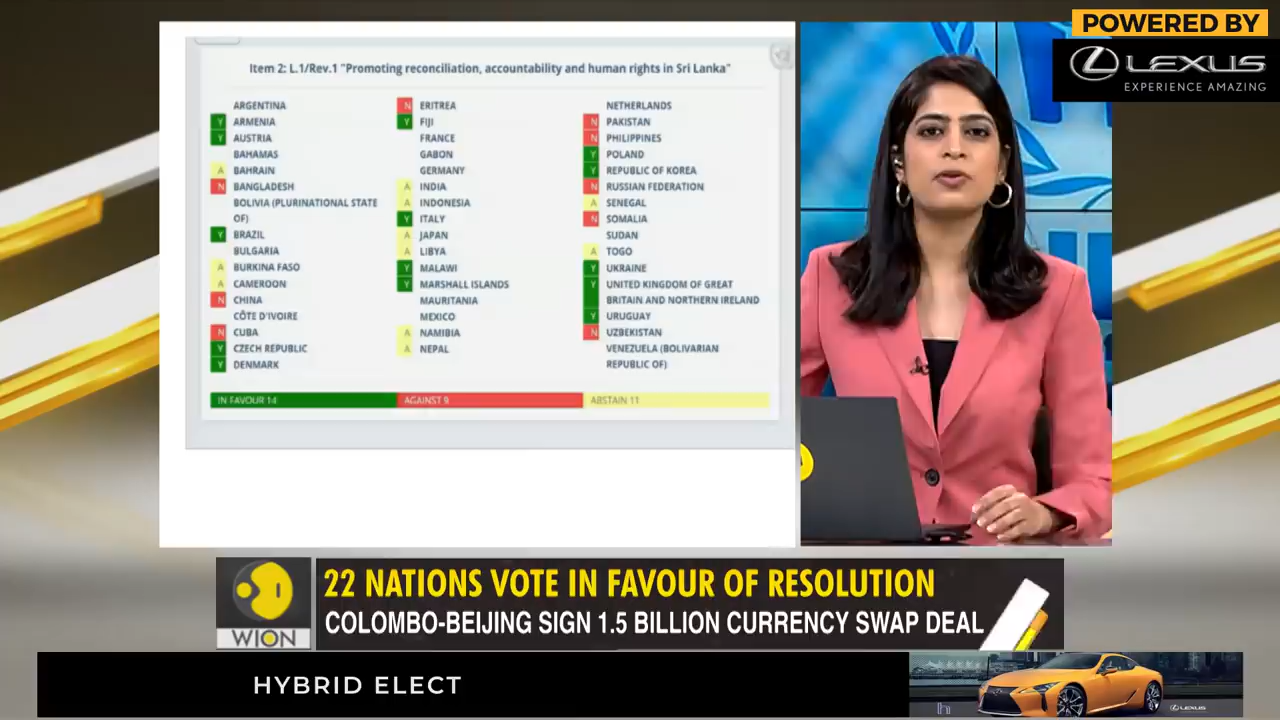 POWERED BY
LEXUS
EXPERIENCE AMAZING
Item 2: L.1/Rev.1 "Promoting reconciliation, accountability and human rights in Sri Lanka"
ARGENTINA
Y ARMENIA
Y AUSTRIA
BAHAMAS
A BAHRAIN
N BANGLADESH
BOLIVIA (PLURINATIONAL STATE
OF)
Y BRAZIL
BULGARIA
A BURKINA FASO
A CAMEROON
N CHINA
CÔTE D'IVOIRE
N CUBA
Y CZECH REPUBLIC
Y DENMARK
N ERITREA
Y FIJI
FRANCE
GABON
GERMANY
A INDIA
A INDONESIA
Y ITALY
A JAPAN
A LIBYA
Y MALAWI
Y MARSHALL ISLANDS
MAURITANIA
MEXICO
A NAMIBIA
A NEPAL
NETHERLANDS
N PAKISTAN
N PHILIPPINES
Y POLAND
Y REPUBLIC OF KOREA
N RUSSIAN FEDERATION
A SENEGAL
N SOMALIA
SUDAN
A TOGO
Y UKRAINE
Y UNITED KINGDOM OF GREAT
BRITAIN AND NORTHERN IRELAND
Y URUGUAY
N UZBEKISTAN
VENEZUELA (BOLIVARIAN
REPUBLIC OF)
IN FAVOUR 14
AGAINST 9
ABSTAIN 11
WION
22 NATIONS VOTE IN FAVOUR OF RESOLUTION
COLOMBO-BEIJING SIGN 1.5 BILLION CURRENCY SWAP DEAL
HYBRID ELECT
LEXUS